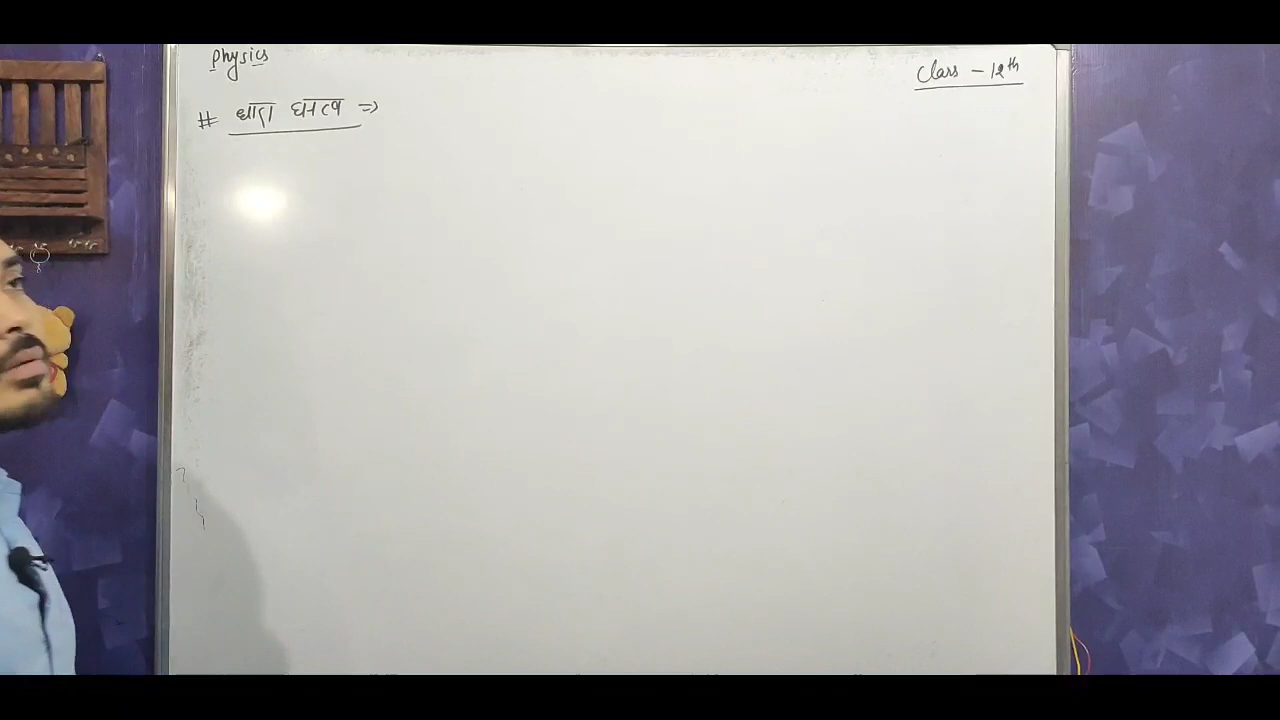 Physics
Class - 12th
# धारा घनत्व =>